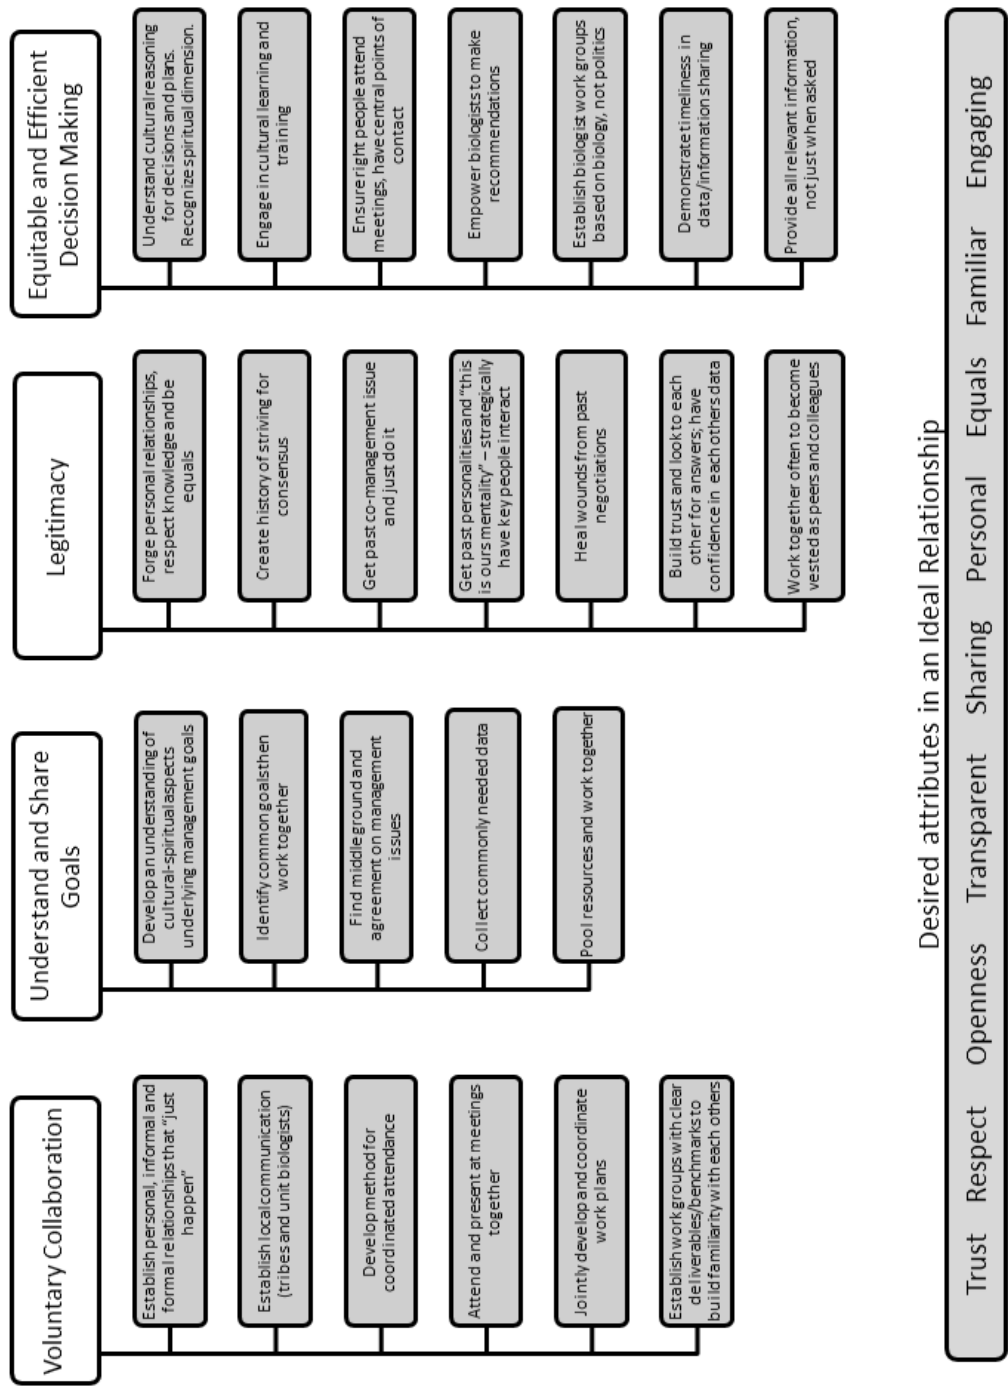 Voluntary Collaboration
Establish personal, informal and
formal relationships that “just
happen”
Establish local communication
(tribes and unit biologists)
Develop method for
coordinated attendance
Attend and present at meetings
together
Jointly develop and coordinate
work plans
Establish work groups with clear
deliverables/benchmarks to
build familiarity with each others
Understand and Share
Goals
Develop an understanding of
cultural-spiritual aspects
underlying management goals
Identify common goals then
work together
Find middle ground and
agreement on management
issues
Collect commonly needed data
Pool resources and work together
Legitimacy
Forge personal relationships,
respect knowledge and be
equals
Create history of striving for
consensus
Get past co-management issue
and just do it
Get past personalities and “this
is ours mentality” – strategically
have key people interact
Heal wounds from past
negotiations
Build trust and look to each
other for answers; have
confidence in each others data
Work together often to become
vested as peers and colleagues
Equitable and Efficient
Decision Making
Understand cultural reasoning
for decisions and plans.
Recognize spiritual dimension.
Engage in cultural learning and
training
Ensure right people attend
meetings, have central points of
contact
Empower biologists to make
recommendations
Establish biologist work groups
based on biology, not politics
Demonstrate timeliness in
data/information sharing
Provide all relevant information,
not just when asked
Desired attributes in an Ideal Relationship
Trust Respect Openness Transparent Sharing Personal Equals Familiar Engaging